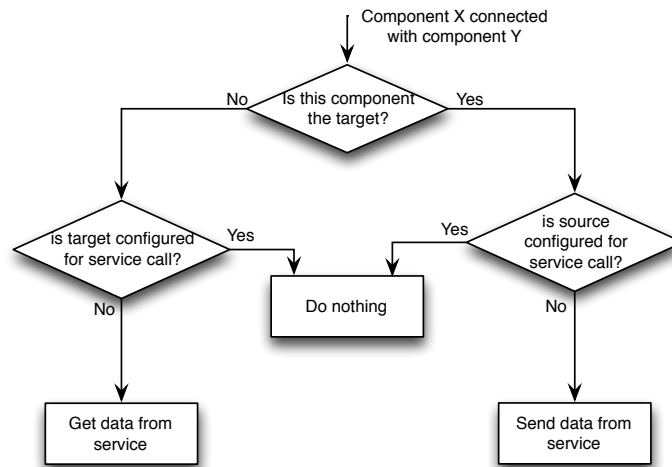 Component X connected
with component Y
Is this component
the target?
No
Yes
is target configured
for service call?
Yes
No
Yes
is source
configured for
service call?
No
Do nothing
Get data from
service
Send data from
service